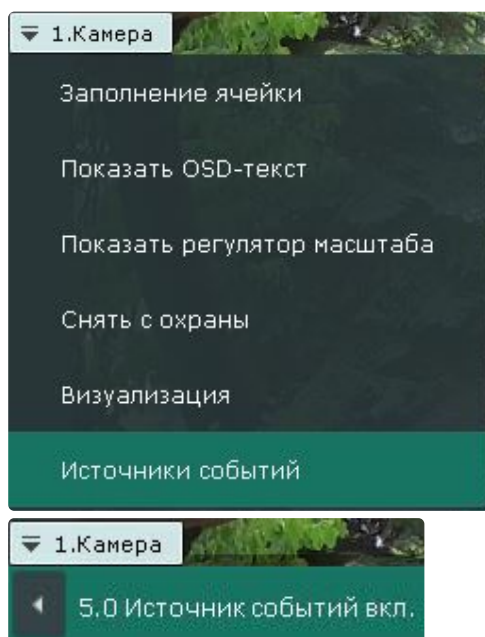 1.Камера
Заполнение ячейки
Показать OSD-текст
Показать регулятор масштаба
Снять с охраны
Визуализация
Источники событий
1.Камера
5.0 Источник событий вкл.